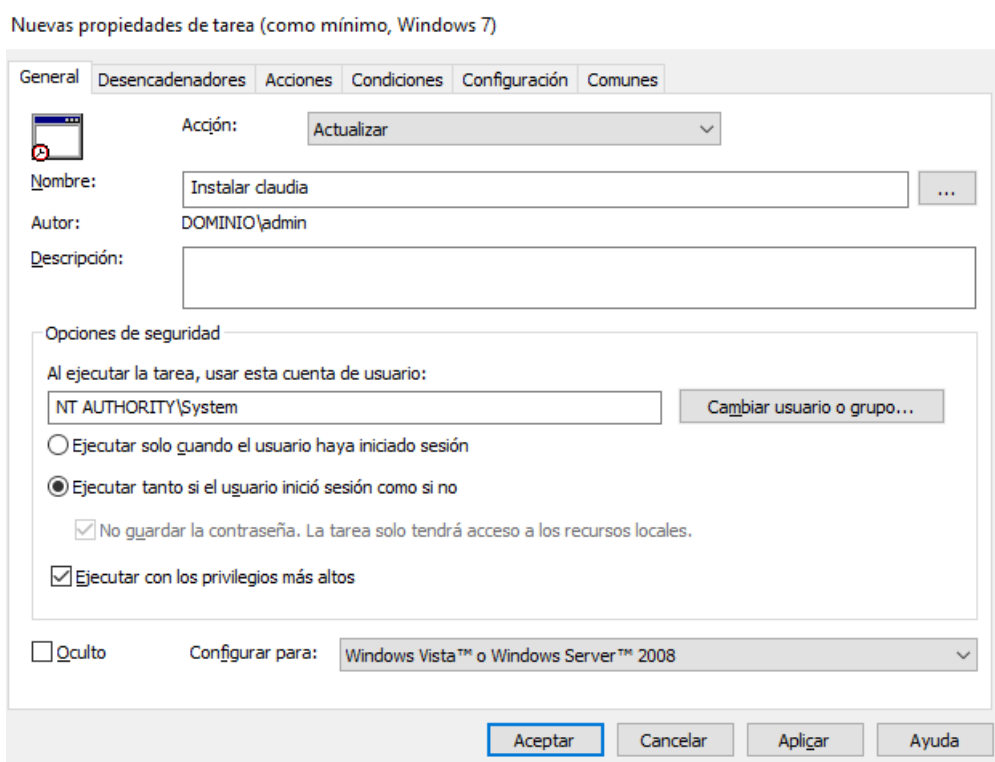 Nuevas propiedades de tarea (como mínimo, Windows 7)
General Desencadenadores Acciones Condiciones Configuración Comunes
Acción: Actualizar
Nombre: Instalar claudia ...
Autor: DOMINIO\admin
Descripción:
Opciones de seguridad
Al ejecutar la tarea, usar esta cuenta de usuario:
NT AUTHORITY\System Cambiar usuario o grupo...
Ejecutar solo cuando el usuario haya iniciado sesión
Ejecutar tanto si el usuario inició sesión como si no
No guardar la contraseña. La tarea solo tendrá acceso a los recursos locales.
Ejecutar con los privilegios más altos
Oculto Configurar para: Windows Vista™ o Windows Server™ 2008
Aceptar Cancelar Aplicar Ayuda